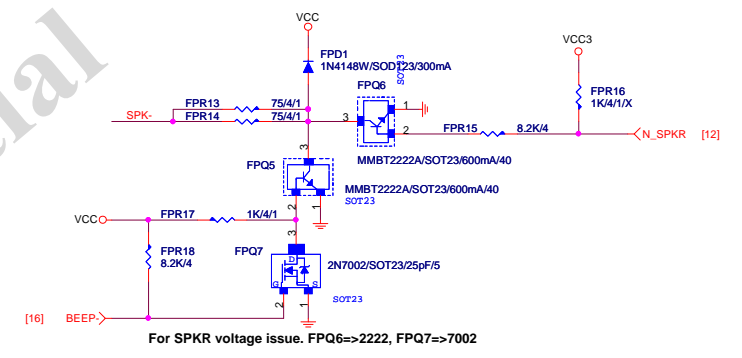 VCC
VCC3
FPD1
1N4148W/SOD123/300mA
SOT23
FPQ6
FPR16
1K/4/1/X
FPR13 75/4/1
SPK-
FPR14 75/4/1
3
1
2
FPR15 8.2K/4
N_SPKR [12]
3
MMBT2222A/SOT23/600mA/40
FPQ5
MMBT2222A/SOT23/600mA/40
SOT23
2
1
VCC
FPR17 1K/4/1
3
FPR18
8.2K/4
FPQ7
D
2N7002/SOT23/25pF/5
G
S
SOT23
2
1
[16] BEEP-
For SPKR voltage issue. FPQ6=>2222, FPQ7=>7002